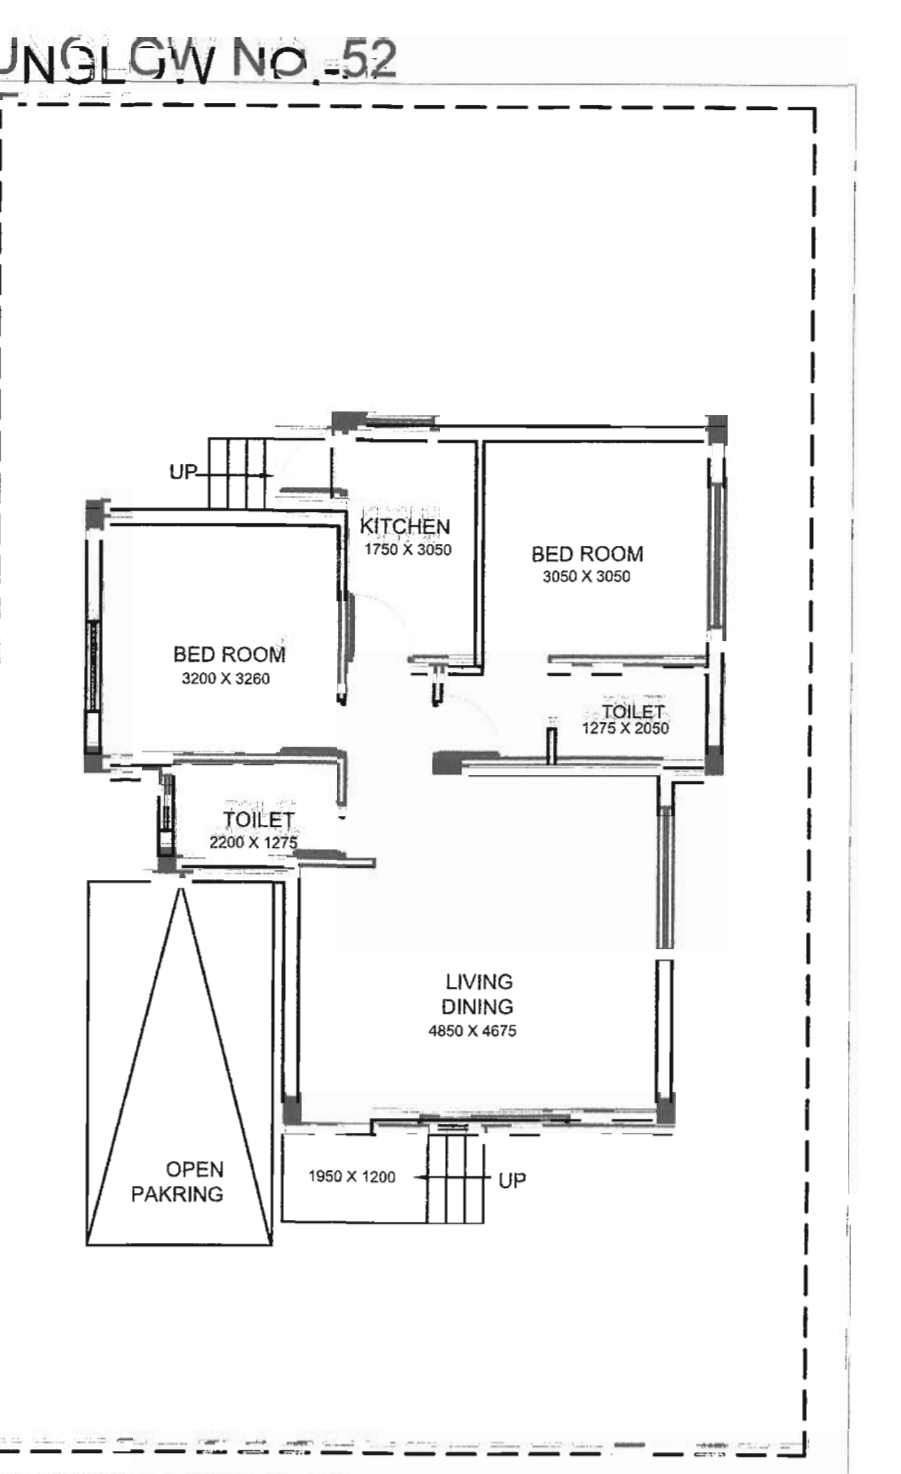 UNGLOW NO.-52
UP
KITCHEN
1750 X 3050
BED ROOM
3050 X 3050
BED ROOM
3200 X 3260
TOILET
1275 X 2050
TOILET
2200 X 1275
LIVING
DINING
4850 X 4675
OPEN
PAKRING
1950 X 1200
UP